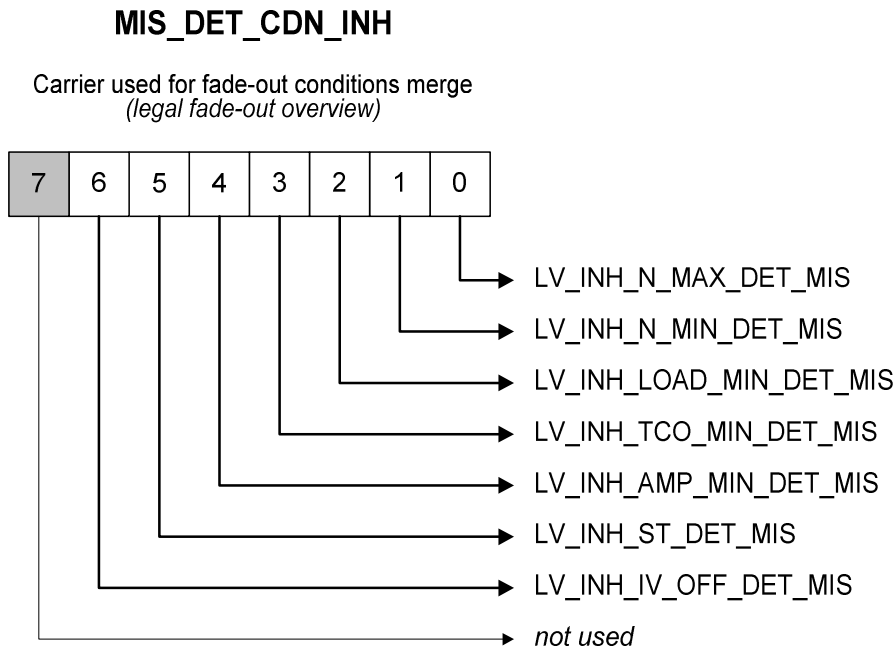 MIS_DET_CDN_INH
Carrier used for fade-out conditions merge
(legal fade-out overview)
7 6 5 4 3 2 1 0
LV_INH_N_MAX_DET_MIS
LV_INH_N_MIN_DET_MIS
LV_INH_LOAD_MIN_DET_MIS
LV_INH_TCO_MIN_DET_MIS
LV_INH_AMP_MIN_DET_MIS
LV_INH_ST_DET_MIS
LV_INH_IV_OFF_DET_MIS
not used